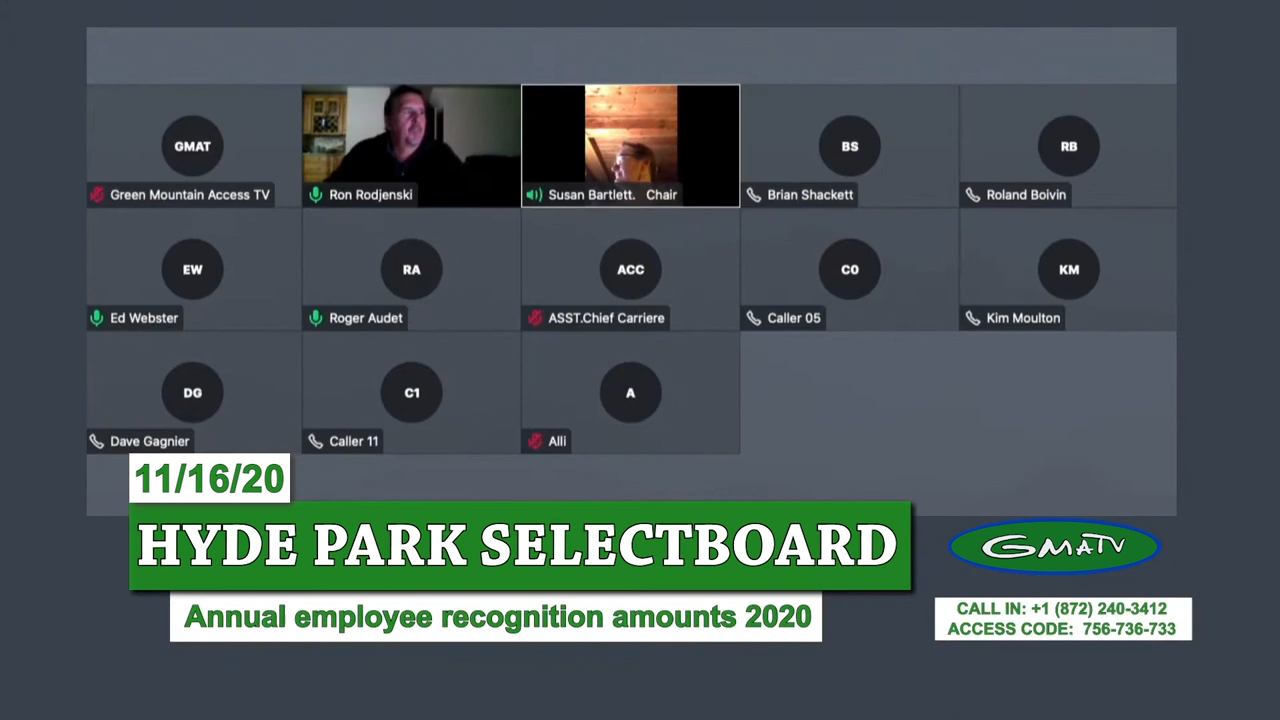 GMAT
BS
RB
Green Mountain Access TV
Ron Rodjenski
Susan Bartlett. Chair
Brian Shackett
Roland Boivin
EW
RA
ACC
C0
KM
Ed Webster
Roger Audet
ASST.Chief Carriere
Caller 05
Kim Moulton
DG
C1
A
Dave Gagnier
Caller 11
Alli
11/16/20
HYDE PARK SELECTBOARD
GMATV
Annual employee recognition amounts 2020
CALL IN: +1 (872) 240-3412
ACCESS CODE: 756-736-733